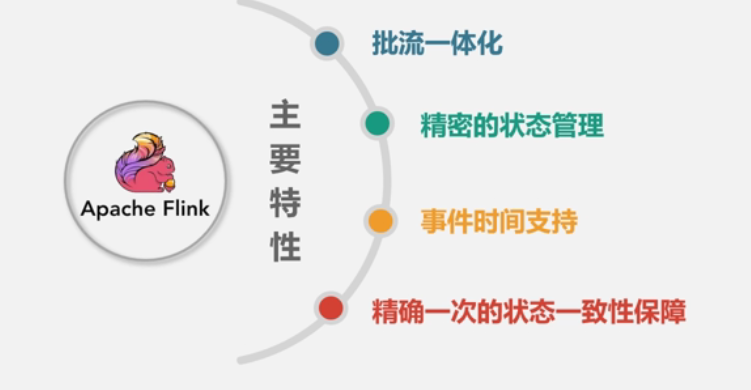 Apache Flink
主要特性
批流一体化
精密的状态管理
事件时间支持
精确一次的状态一致性保障